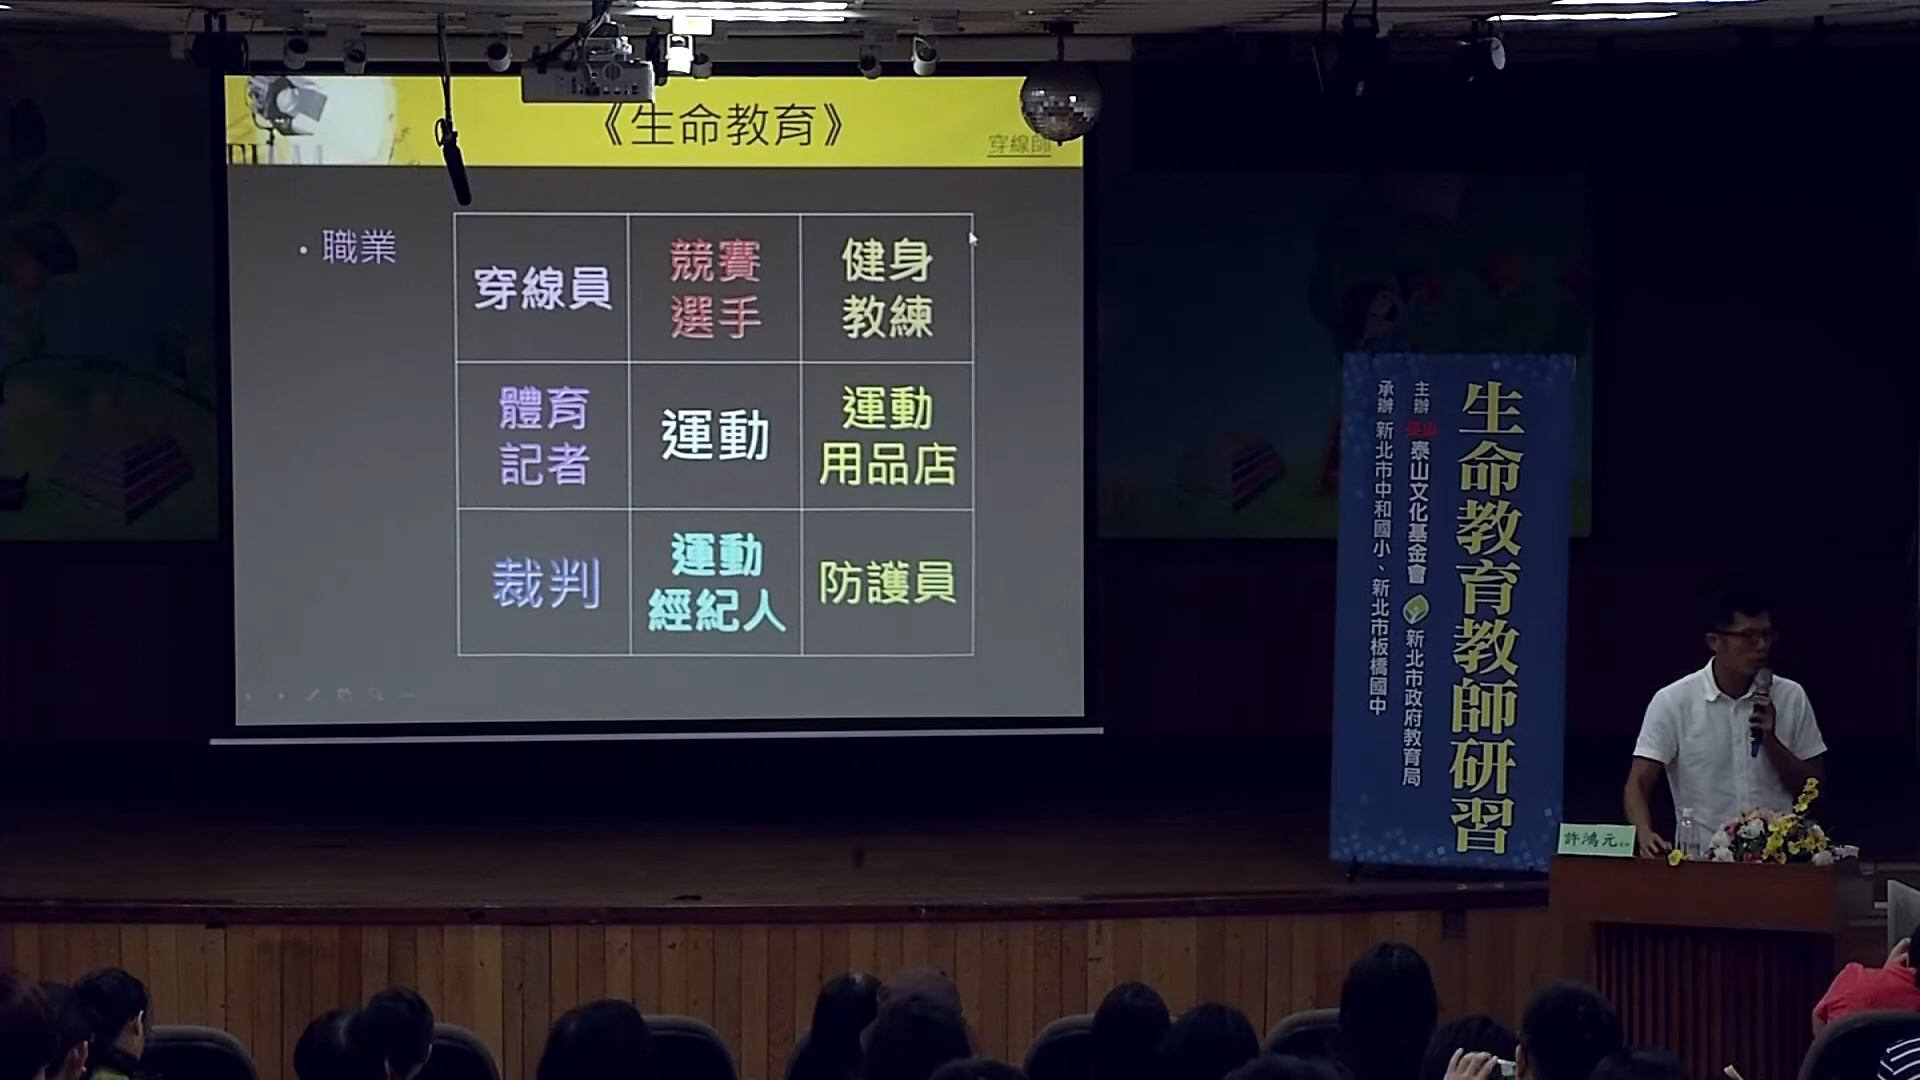 《生命教育》
穿線師
• 職業
穿線員
競賽
選手
健身
教練
體育
記者
運動
運動
用品店
裁判
運動
經紀人
防護員
生命教育教師研習
主辦 泰山 泰山文化基金會 新北市政府教育局
承辦 新北市中和國小、新北市板橋國中
許鴻元